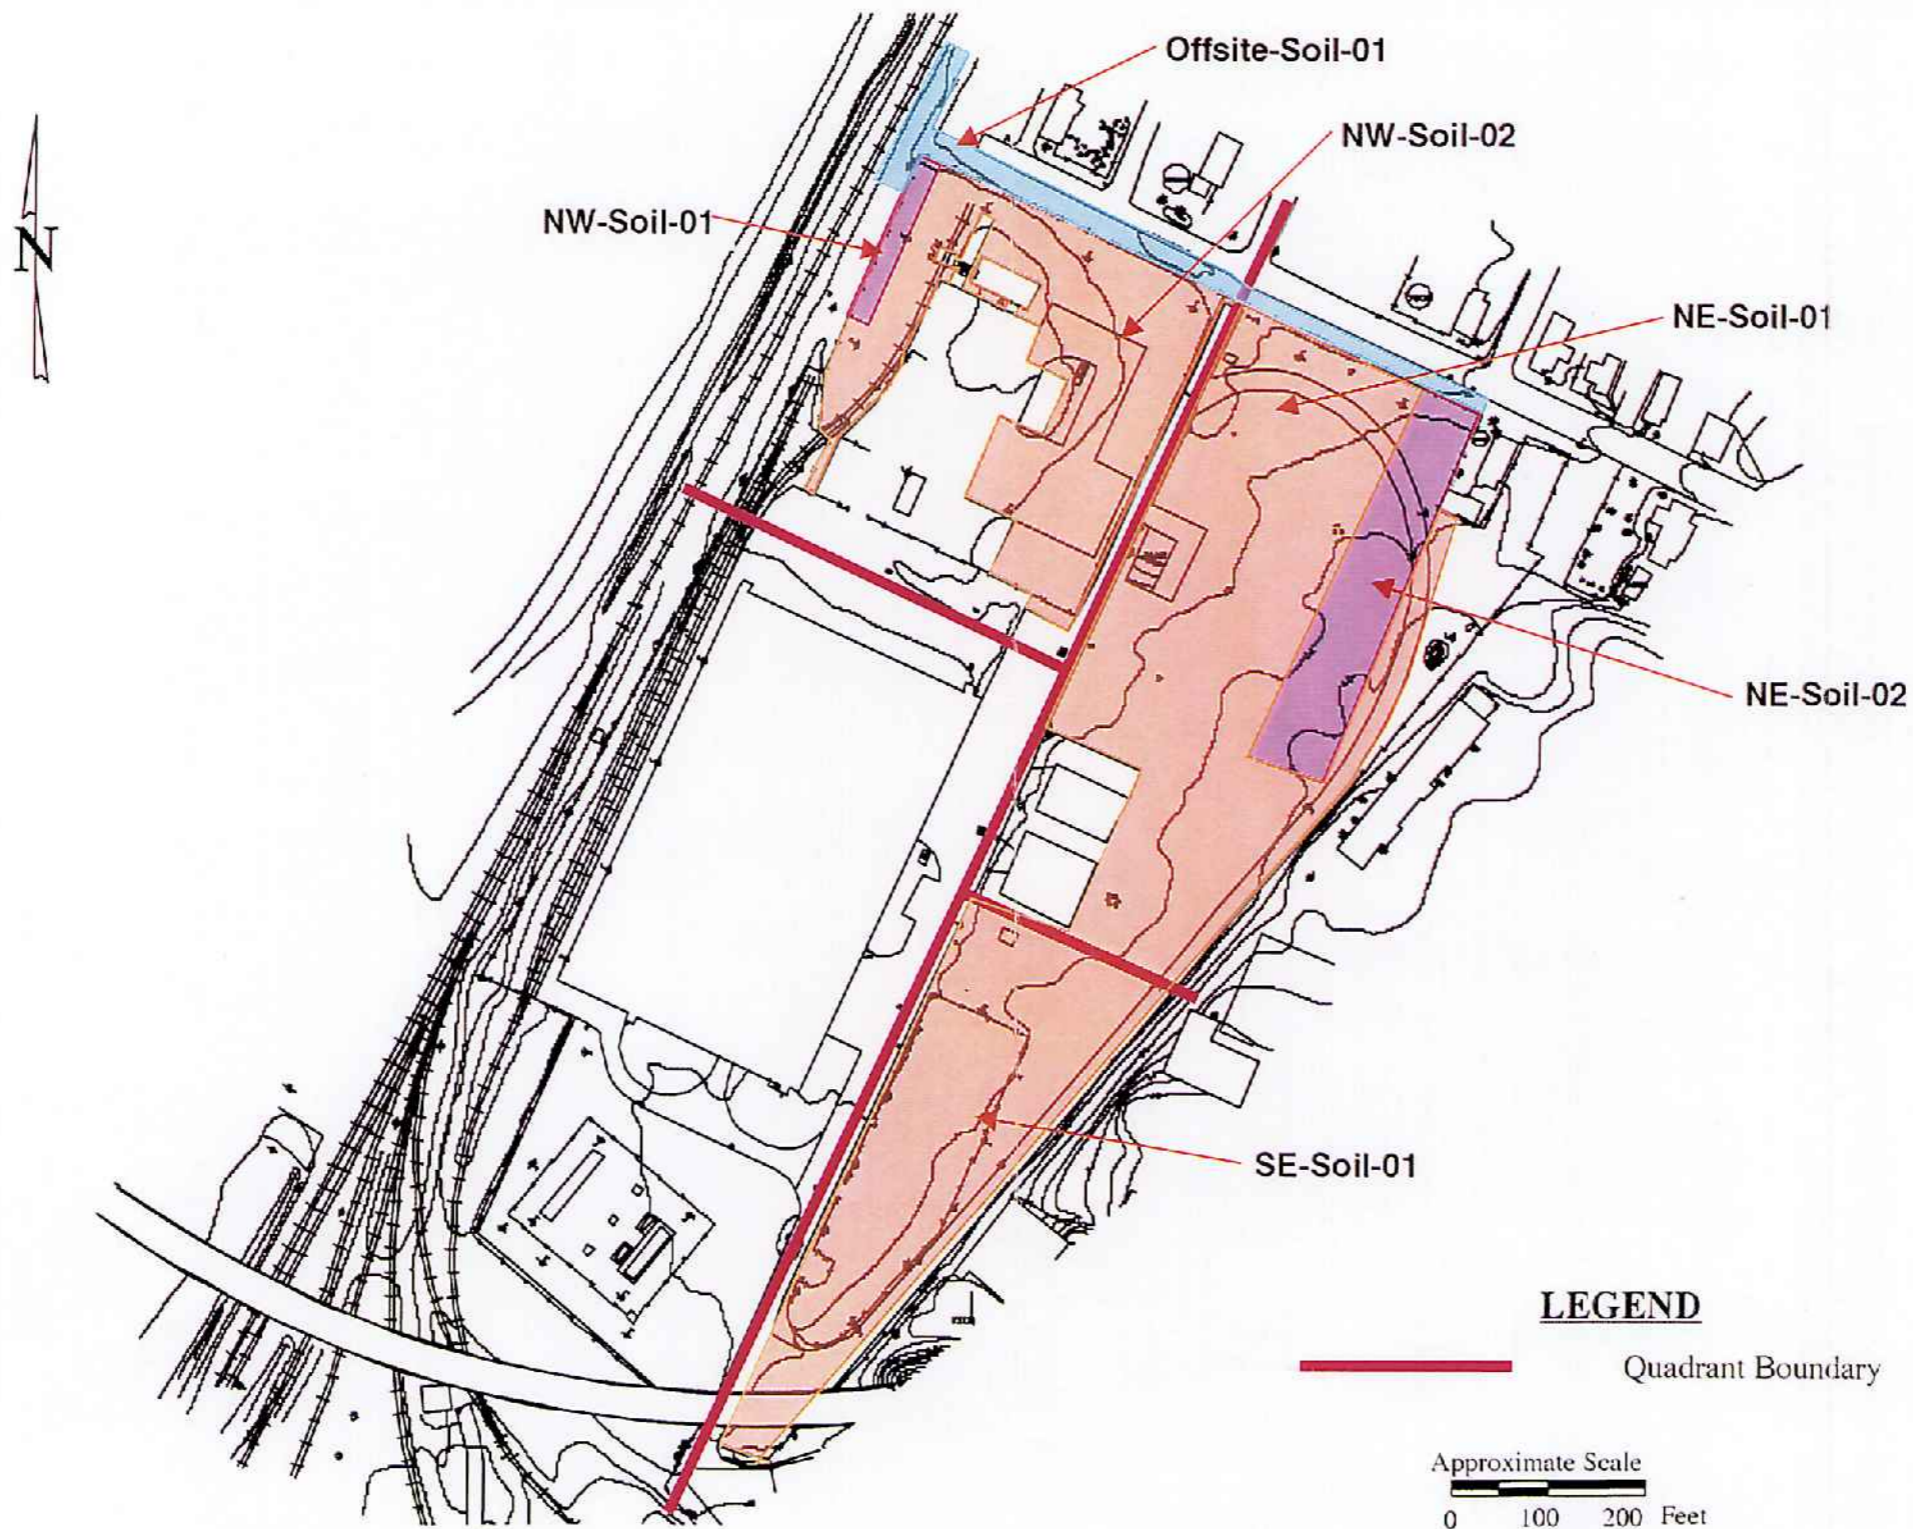 Offsite-Soil-01
NW-Soil-02
NW-Soil-01
N
NE-Soil-01
NE-Soil-02
SE-Soil-01
LEGEND
Quadrant Boundary
Approximate Scale
0 100 200 Feet